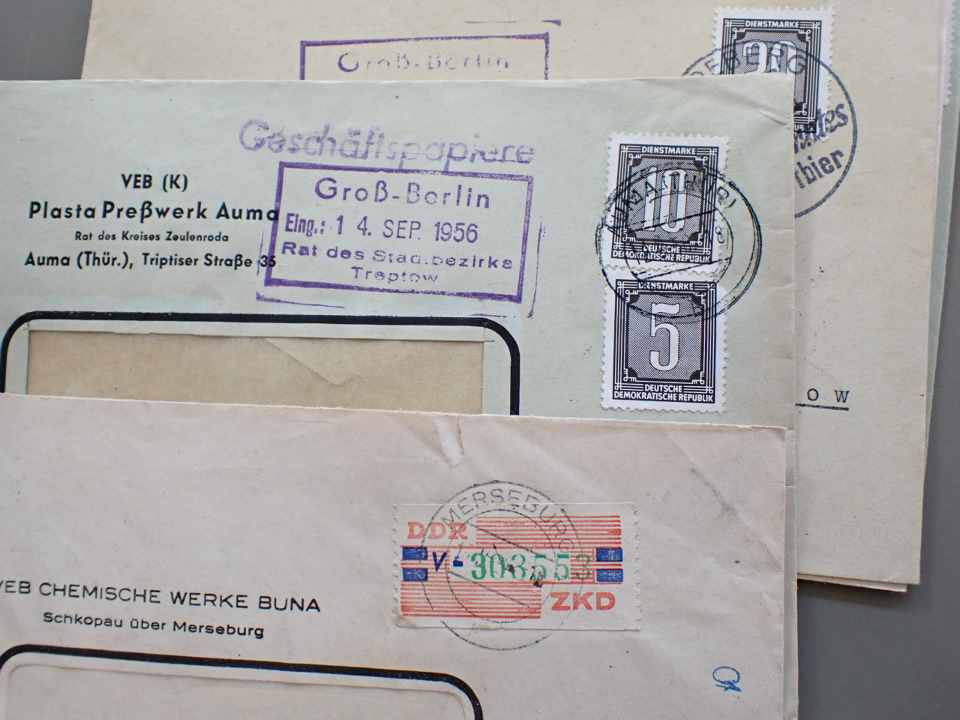 Groß-Berlin
DIENSTMARKE
20
Geschäftspapiere
VEB (K)
Plasta Preßwerk Auma
Rat des Kreises Zeulenroda
Auma (Thür.), Triptiser Straße 35
Groß-Berlin
Eing.: 14. SEP. 1956
Rat des Stadtbezirks
Treptow
DIENSTMARKE
10
DEUTSCHE
DEMOKRATISCHE REPUBLIK
DIENSTMARKE
5
DEUTSCHE
DEMOKRATISCHE REPUBLIK
OW
MERSEBURG
DDR
V-303553
ZKD
VEB CHEMISCHE WERKE BUNA
Schkopau über Merseburg